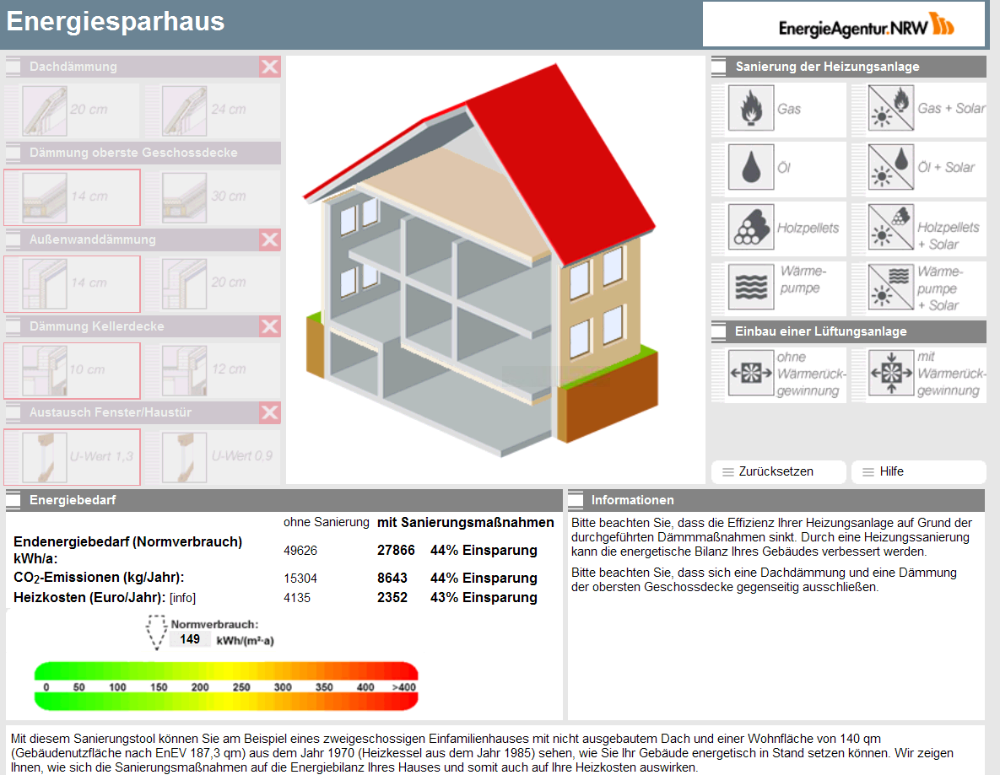 Energiesparhaus
EnergieAgentur.NRW
Dachdämmung
20 cm
24 cm
Dämmung oberste Geschossdecke
14 cm
30 cm
Außenwanddämmung
14 cm
20 cm
Dämmung Kellerdecke
10 cm
12 cm
Austausch Fenster/Haustür
U-Wert 1,3
U-Wert 0,9
Sanierung der Heizungsanlage
Gas
Gas + Solar
Öl
Öl + Solar
Holzpellets
Holzpellets
+ Solar
Wärme-
pumpe
Wärme-
pumpe
+ Solar
Einbau einer Lüftungsanlage
ohne
Wärmerück-
gewinnung
mit
Wärmerück-
gewinnung
Zurücksetzen
Hilfe
Energiebedarf
ohne Sanierung mit Sanierungsmaßnahmen
Endenergiebedarf (Normverbrauch)
kWh/a:
49626 27866 44% Einsparung
CO₂-Emissionen (kg/Jahr): 15304 8643 44% Einsparung
Heizkosten (Euro/Jahr): [info] 4135 2352 43% Einsparung
Normverbrauch:
149 kWh/(m²·a)
0 50 100 150 200 250 300 350 400 >400
Informationen
Bitte beachten Sie, dass die Effizienz Ihrer Heizungsanlage auf Grund der
durchgeführten Dämmmaßnahmen sinkt. Durch eine Heizungssanierung
kann die energetische Bilanz Ihres Gebäudes verbessert werden.
Bitte beachten Sie, dass sich eine Dachdämmung und eine Dämmung
der obersten Geschossdecke gegenseitig ausschließen.
Mit diesem Sanierungstool können Sie am Beispiel eines zweigeschossigen Einfamilienhauses mit nicht ausgebautem Dach und einer Wohnfläche von 140 qm
(Gebäudenutzfläche nach EnEV 187,3 qm) aus dem Jahr 1970 (Heizkessel aus dem Jahr 1985) sehen, wie Sie Ihr Gebäude energetisch in Stand setzen können. Wir zeigen
Ihnen, wie sich die Sanierungsmaßnahmen auf die Energiebilanz Ihres Hauses und somit auch auf Ihre Heizkosten auswirken.